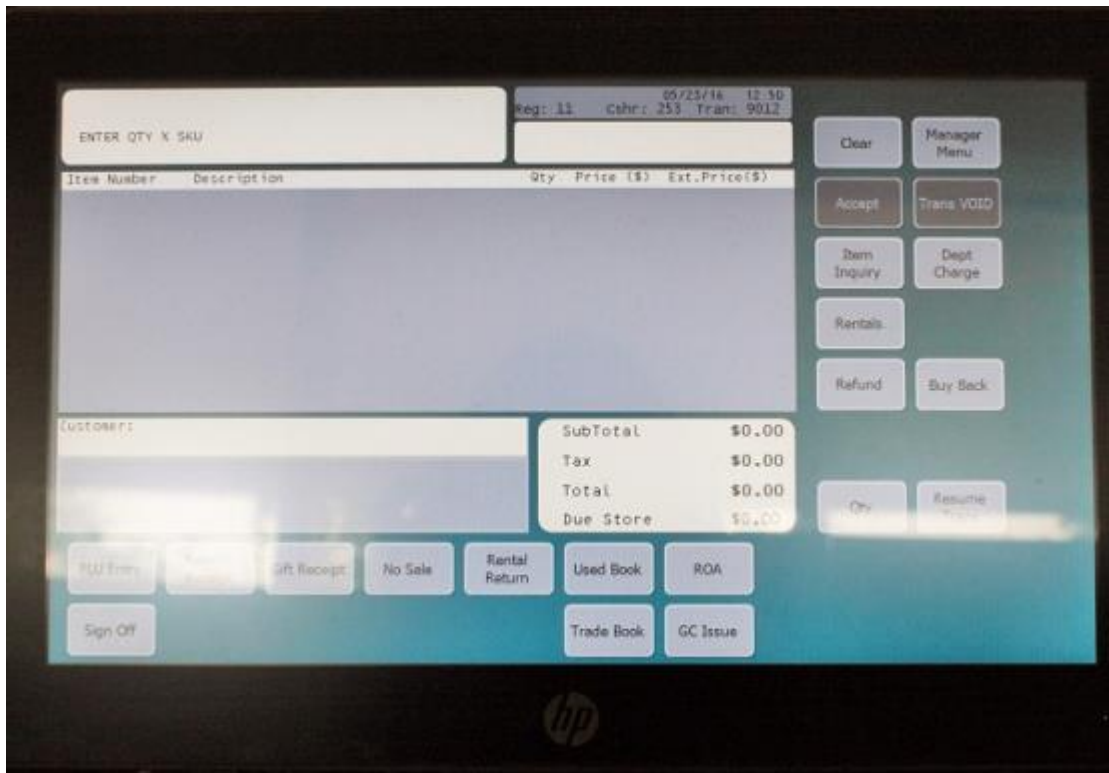 05/23/16 12:50
Reg: 11 Cshr: 253 Tran: 9012
ENTER QTY X SKU
Clear
Manager
Menu
Item Number Description Qty Price ($) Ext.Price($)
Accept
Trans VOID
Item
Inquiry
Dept
Charge
Rentals
Refund
Buy Back
Customer:
SubTotal $0.00
Tax $0.00
Total $0.00
Due Store $0.00
Qty
Resume
PLU Entry
Gift Receipt
No Sale
Rental
Return
Used Book
ROA
Sign Off
Trade Book
GC Issue
hp